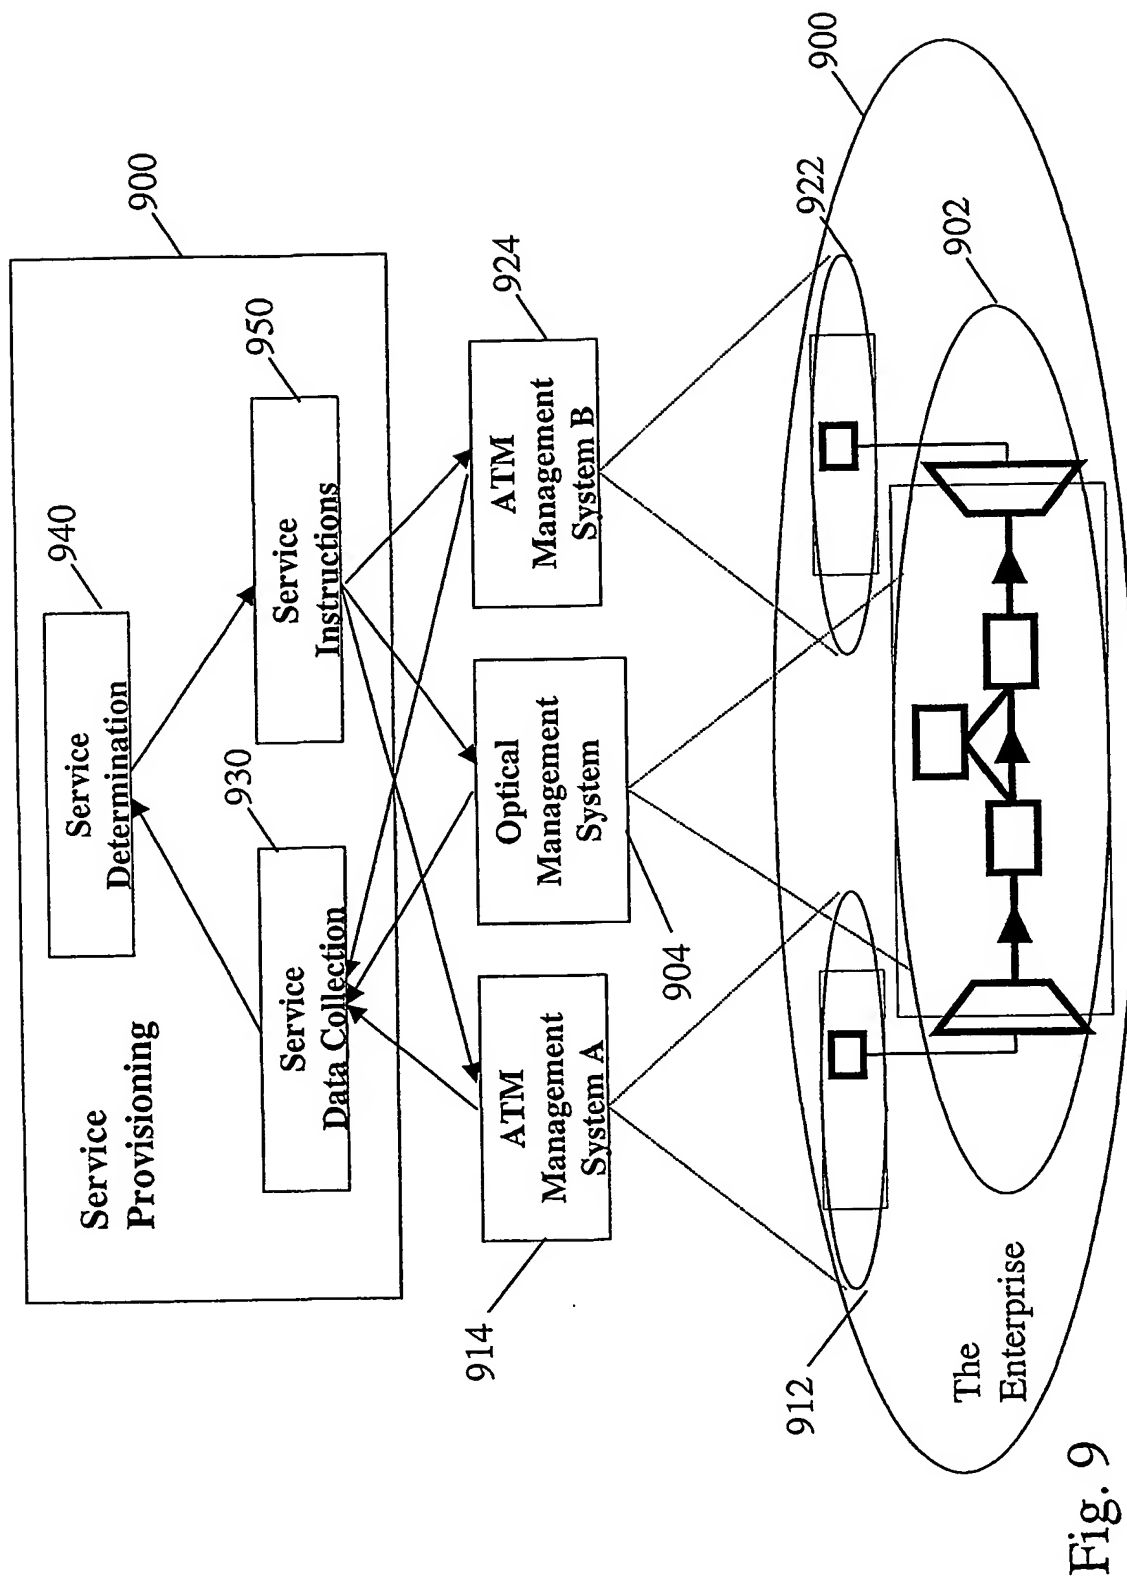 900
940
Service
Determination
950
Service
Instructions
Service
Provisioning
930
Service
Data Collection
914
ATM
Management
System A
Optical
Management
System
904
924
ATM
Management
System B
912
922
900
902
The
Enterprise
Fig. 9